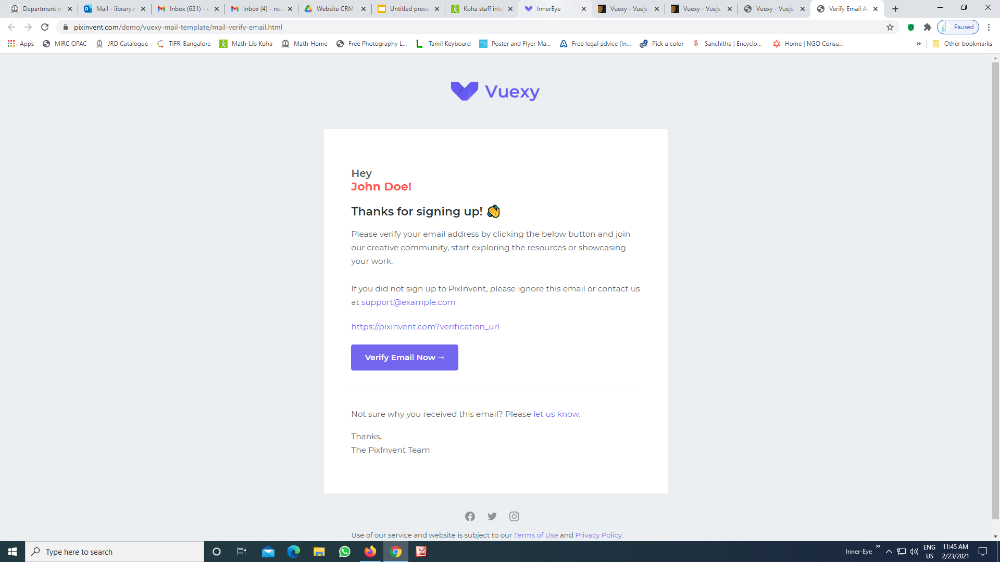 Department of
Mail - library.m
Inbox (621) - c
Inbox (4) - nea
Website CRM
Untitled prese
Koha staff inte
InnerEye
Vuexy - Vuejs,
Vuexy - Vuejs,
Vuexy - Vuejs,
Verify Email Ad
pixinvent.com/demo/vuexy-mail-template/mail-verify-email.html
Paused
Apps
MIRC OPAC
JRD Catalogue
TIFR-Bangalore
Math-Lib Koha
Math-Home
Free Photography L...
Tamil Keyboard
Poster and Flyer Ma...
Free legal advice (In...
Pick a color
Sanchitha | Encyclo...
Home | NGO Consu...
»
Other bookmarks
Vuexy
Hey
John Doe!
Thanks for signing up! 👏
Please verify your email address by clicking the below button and join
our creative community, start exploring the resources or showcasing
your work.
If you did not sign up to PixInvent, please ignore this email or contact us
at support@example.com
https://pixinvent.com?verification_url
Verify Email Now →
Not sure why you received this email? Please let us know.
Thanks,
The PixInvent Team
Use of our service and website is subject to our Terms of Use and Privacy Policy.
Type here to search
Inner-Eye
»
ENG
US
11:45 AM
2/23/2021